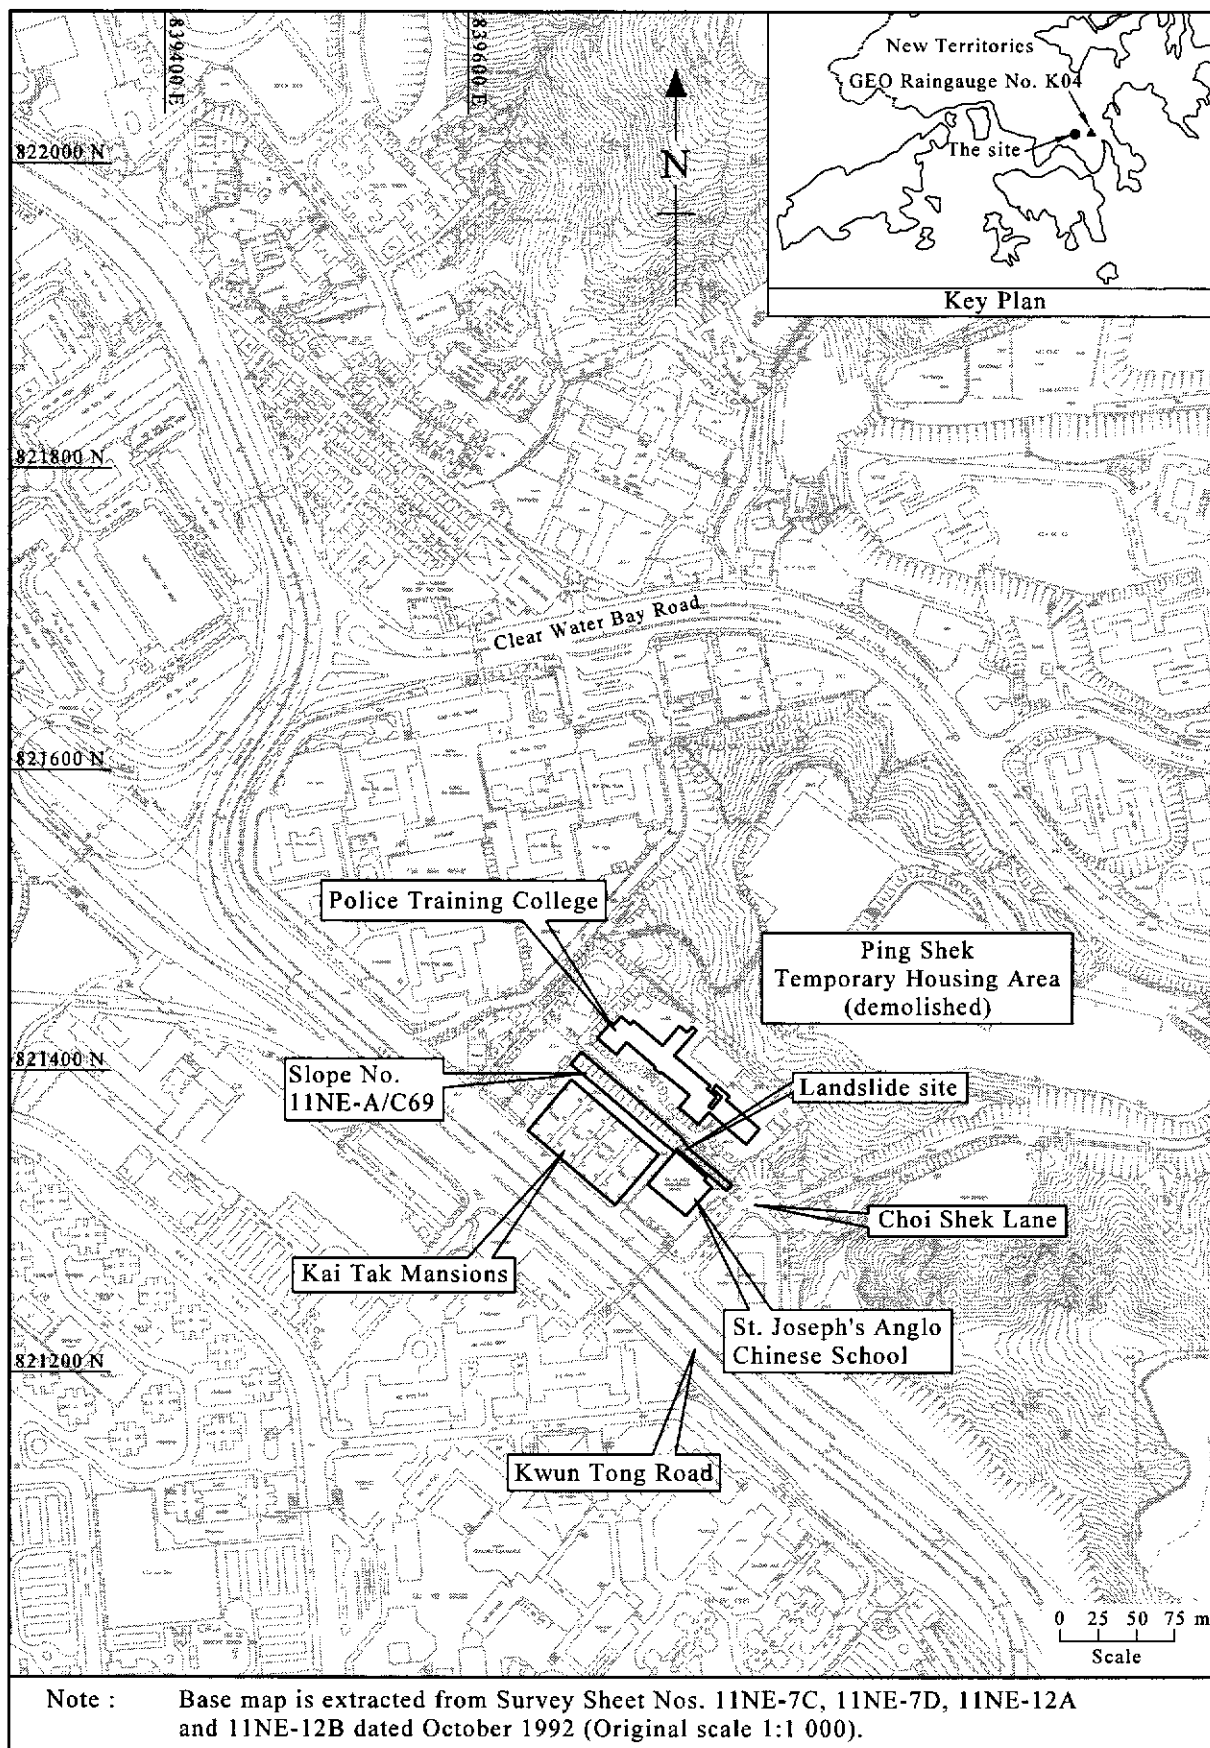 839400 E
839600 E
New Territories
GEO Raingauge No. K04
The site
Key Plan
N
822000 N
821800 N
Clear Water Bay Road
821600 N
Police Training College
Ping Shek
Temporary Housing Area
(demolished)
821400 N
Slope No.
11NE-A/C69
Landslide site
Choi Shek Lane
Kai Tak Mansions
St. Joseph's Anglo
Chinese School
821200 N
Kwun Tong Road
0 25 50 75 m
Scale
Note : Base map is extracted from Survey Sheet Nos. 11NE-7C, 11NE-7D, 11NE-12A
and 11NE-12B dated October 1992 (Original scale 1:1 000).